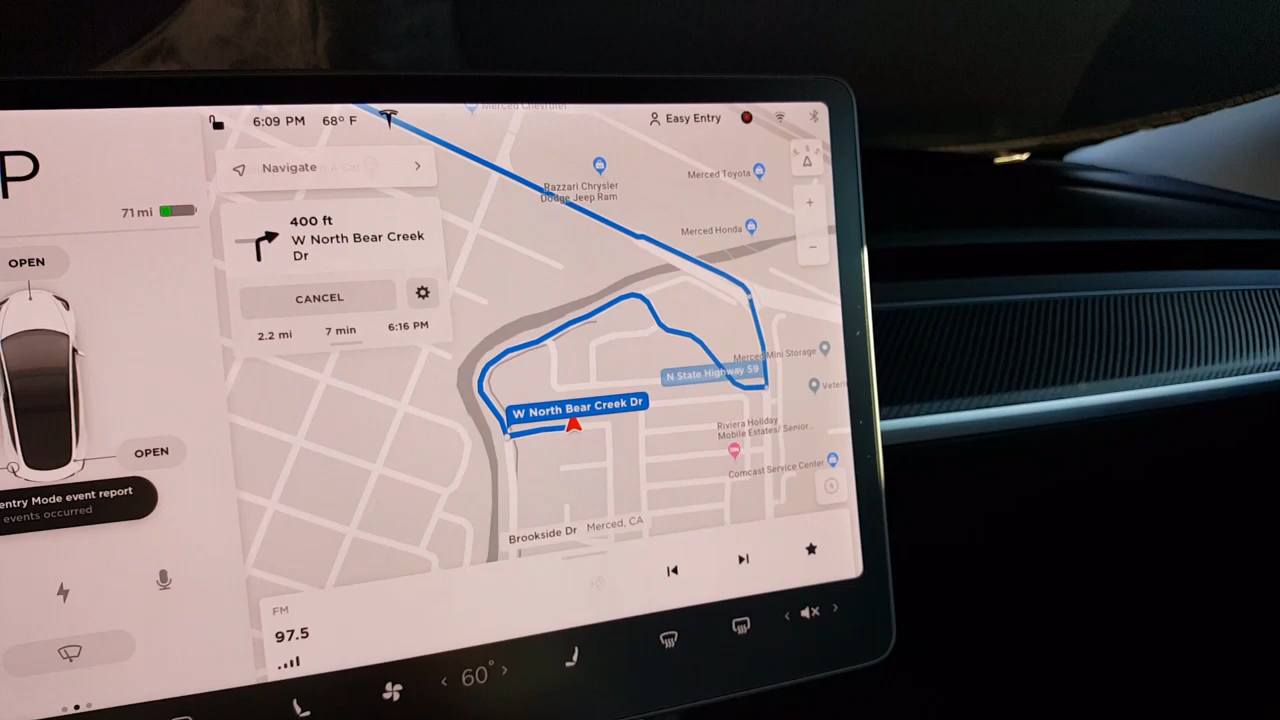 P
71 mi
OPEN
OPEN
entry Mode event report
events occurred
6:09 PM
68° F
Easy Entry
Navigate
400 ft
W North Bear Creek
Dr
CANCEL
2.2 mi
7 min
6:16 PM
Merced Chevrolet
Razzari Chrysler
Dodge Jeep Ram
Merced Toyota
Merced Honda
Merced Mini Storage
N State Highway 59
Veteri
W North Bear Creek Dr
Riviera Holiday
Mobile Estates/ Senior...
Comcast Service Center
Brookside Dr
Merced, CA
FM
97.5
60°